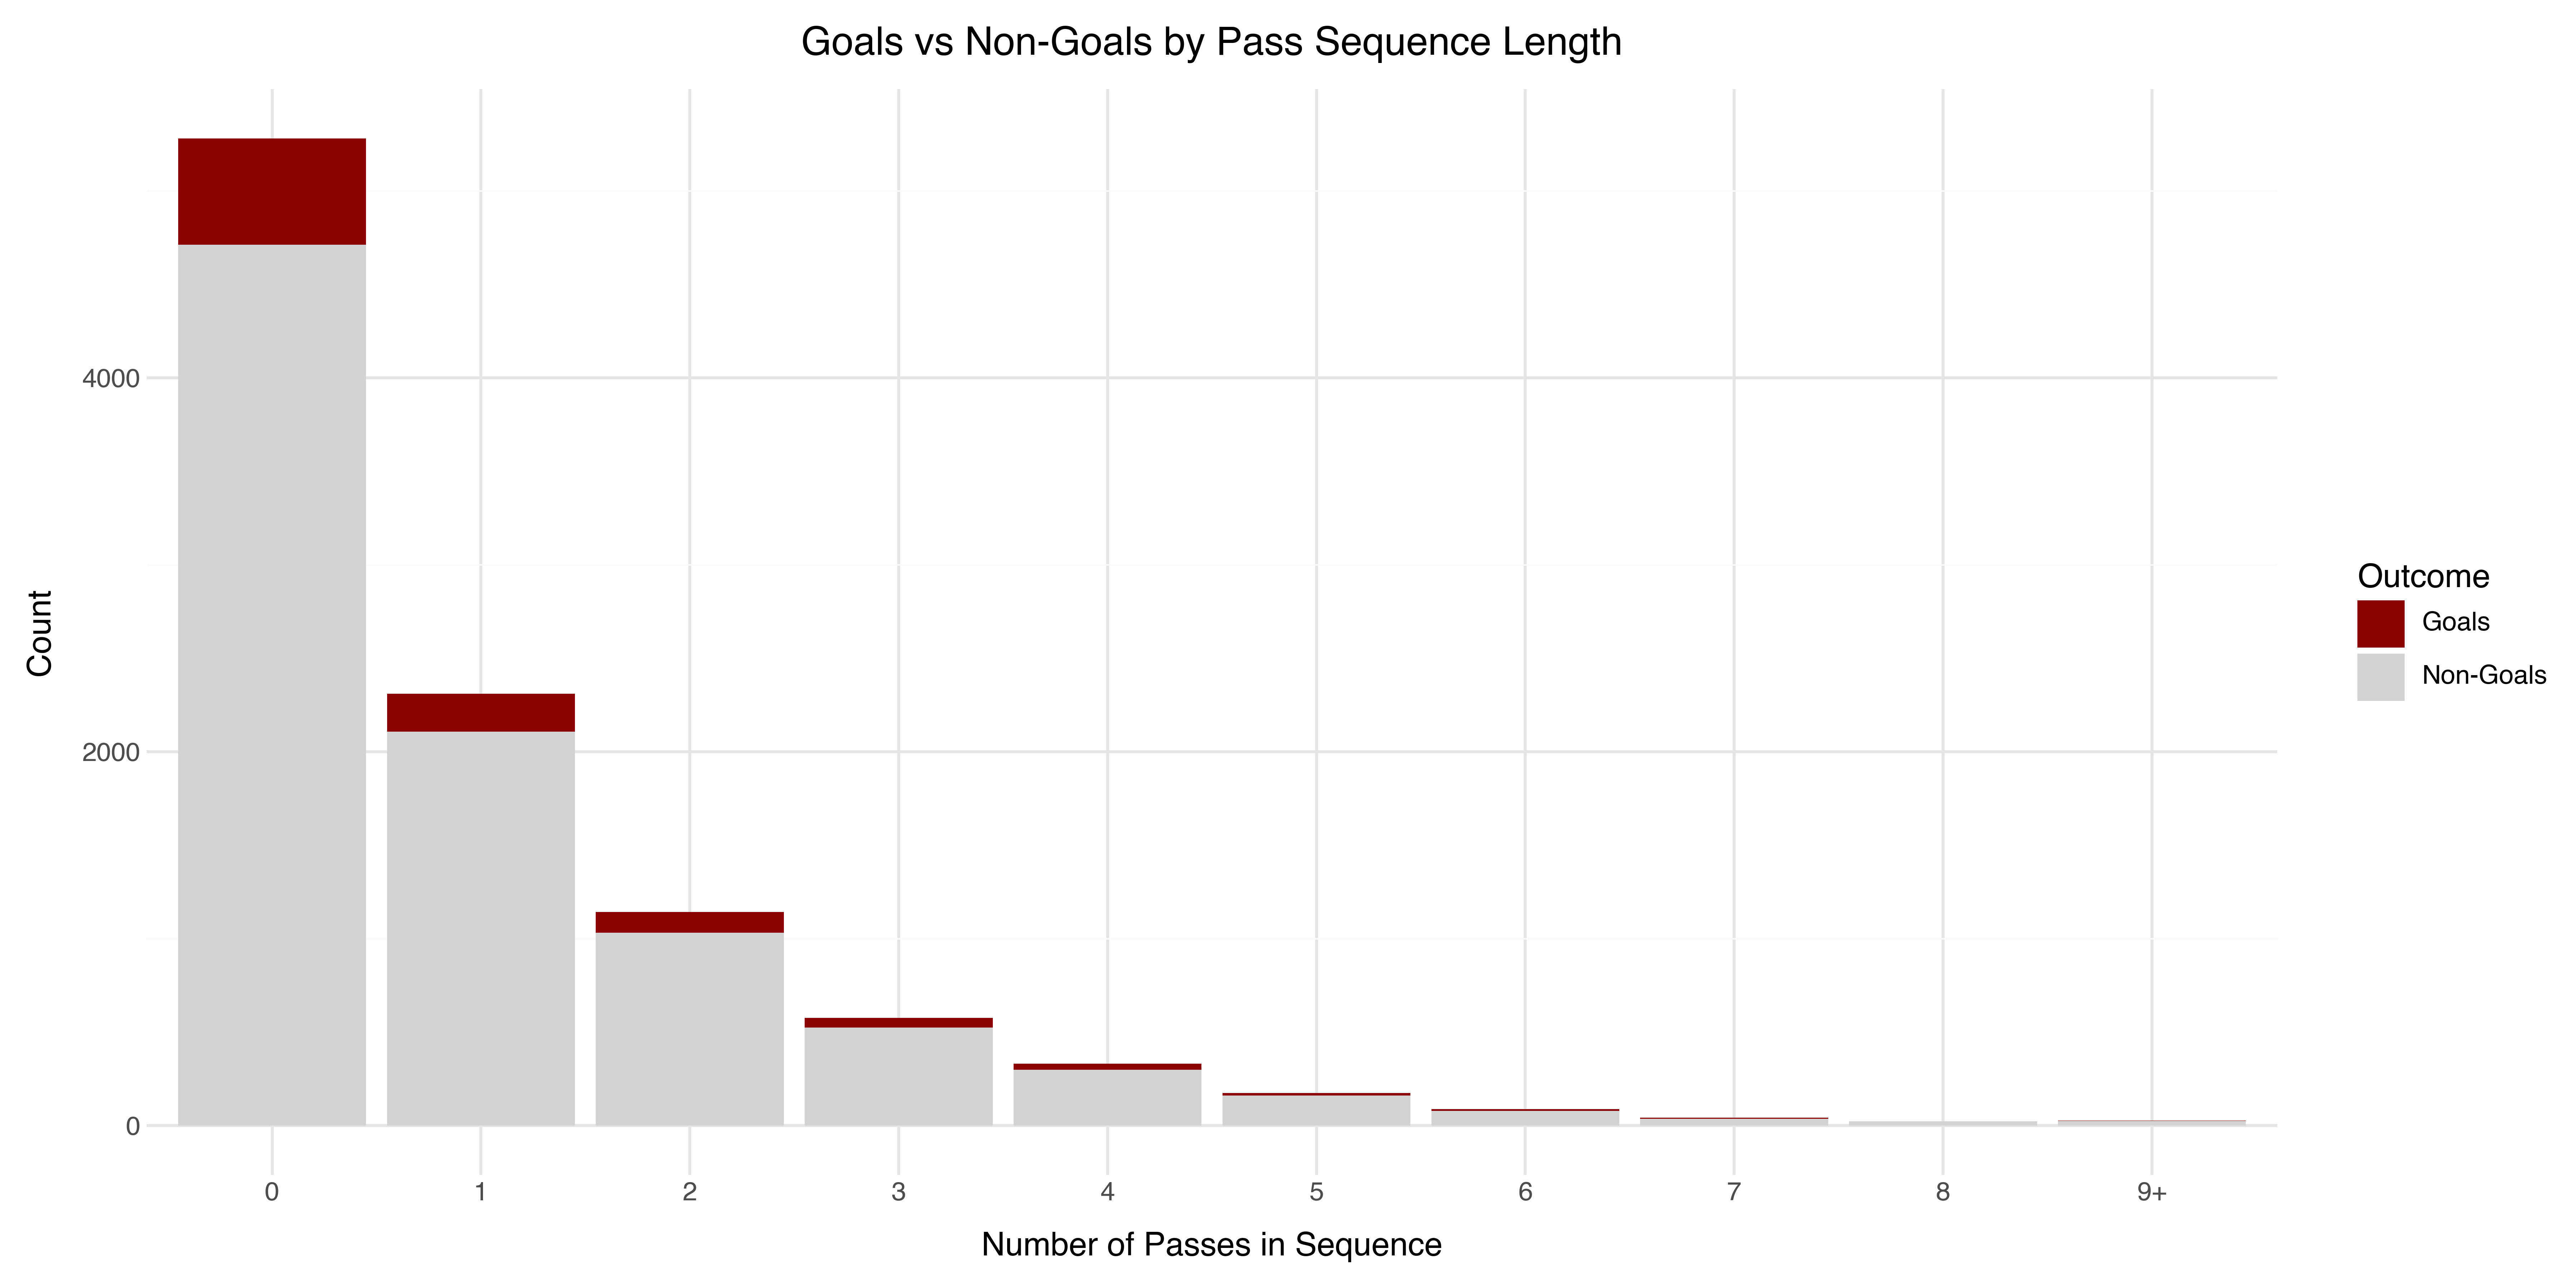 Goals vs Non-Goals by Pass Sequence Length
Count
4000
2000
0
0 1 2 3 4 5 6 7 8 9+
Number of Passes in Sequence
Outcome
Goals
Non-Goals